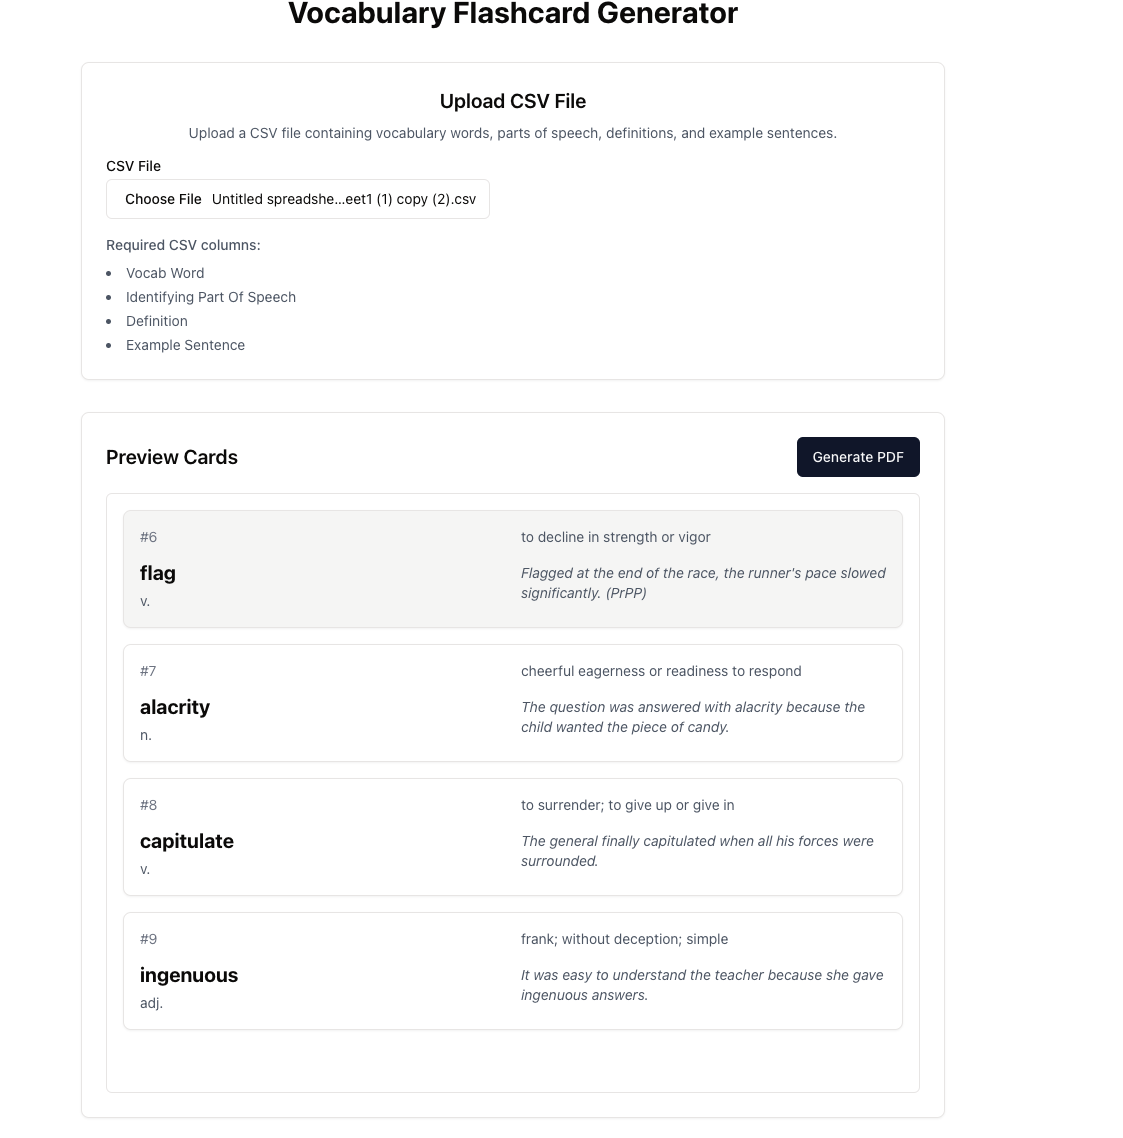 Vocabulary Flashcard Generator
Upload CSV File
Upload a CSV file containing vocabulary words, parts of speech, definitions, and example sentences.
CSV File
Choose File Untitled spreadshe...eet1 (1) copy (2).csv
Required CSV columns:
• Vocab Word
• Identifying Part Of Speech
• Definition
• Example Sentence
Preview Cards
Generate PDF
#6
flag
v.
to decline in strength or vigor
Flagged at the end of the race, the runner's pace slowed
significantly. (PrPP)
#7
alacrity
n.
cheerful eagerness or readiness to respond
The question was answered with alacrity because the
child wanted the piece of candy.
#8
capitulate
v.
to surrender; to give up or give in
The general finally capitulated when all his forces were
surrounded.
#9
ingenuous
adj.
frank; without deception; simple
It was easy to understand the teacher because she gave
ingenuous answers.